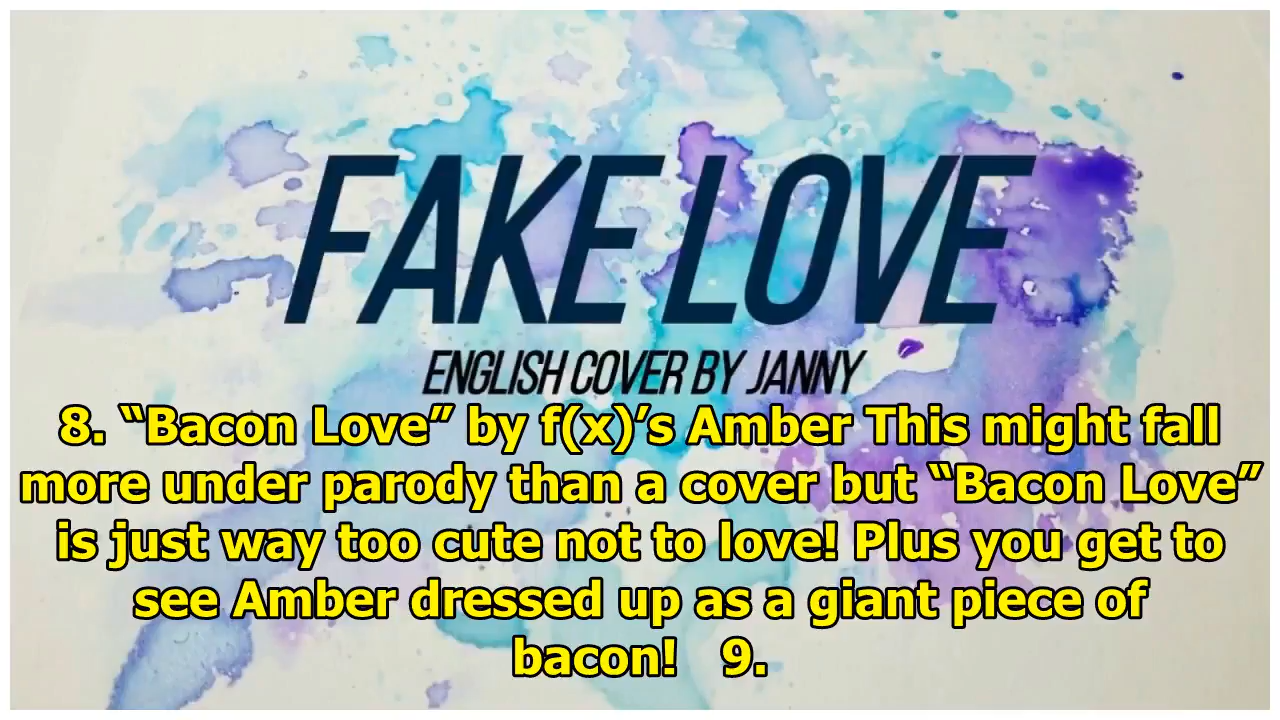 FAKE LOVE
ENGLISH COVER BY JANNY
8. “Bacon Love” by f(x)’s Amber This might fall
more under parody than a cover but “Bacon Love”
is just way too cute not to love! Plus you get to
see Amber dressed up as a giant piece of
bacon!   9.